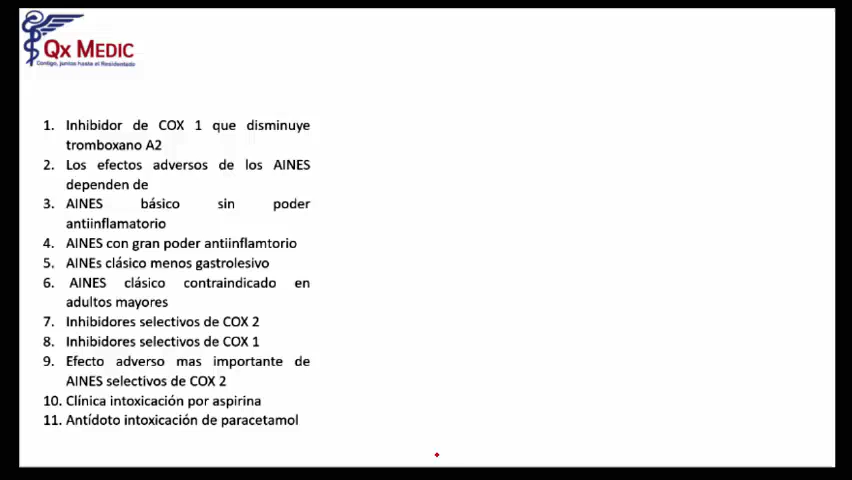 Qx MEDIC
Contigo, juntos hasta el Residentado
1. Inhibidor de COX 1 que disminuye
tromboxano A2
2. Los efectos adversos de los AINES
dependen de
3. AINES básico sin poder
antiinflamatorio
4. AINES con gran poder antiinflamtorio
5. AINEs clásico menos gastrolesivo
6. AINES clásico contraindicado en
adultos mayores
7. Inhibidores selectivos de COX 2
8. Inhibidores selectivos de COX 1
9. Efecto adverso mas importante de
AINES selectivos de COX 2
10. Clínica intoxicación por aspirina
11. Antídoto intoxicación de paracetamol